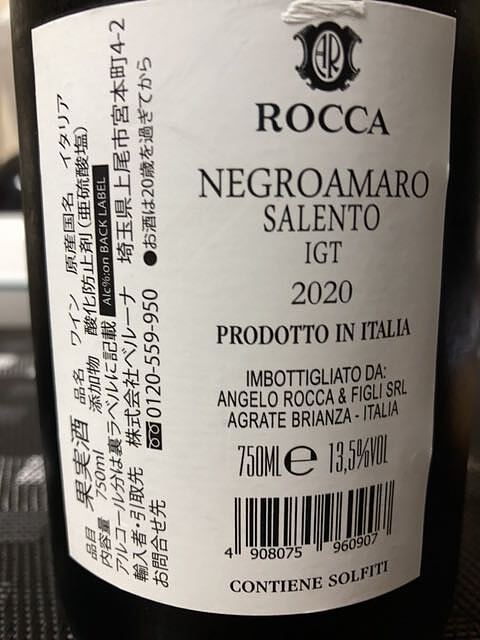 AR
ROCCA
NEGROAMARO
SALENTO
IGT
2020
PRODOTTO IN ITALIA
IMBOTTIGLIATO DA:
ANGELO ROCCA & FIGLI SRL
AGRATE BRIANZA - ITALIA
750MLe 13,5%VOL
4 908075 960907
CONTIENE SOLFITI
品目 果実酒 品名 ワイン 原産国名 イタリア
内容量 750ml 添加物 酸化防止剤(亜硫酸塩)
アルコール分は裏ラベルに記載 Alc%:on BACK LABEL
輸入者・引取先 株式会社ベルーナ 埼玉県上尾市宮本町4-2
お問合せ先 0120-559-950 ●お酒は20歳を過ぎてから